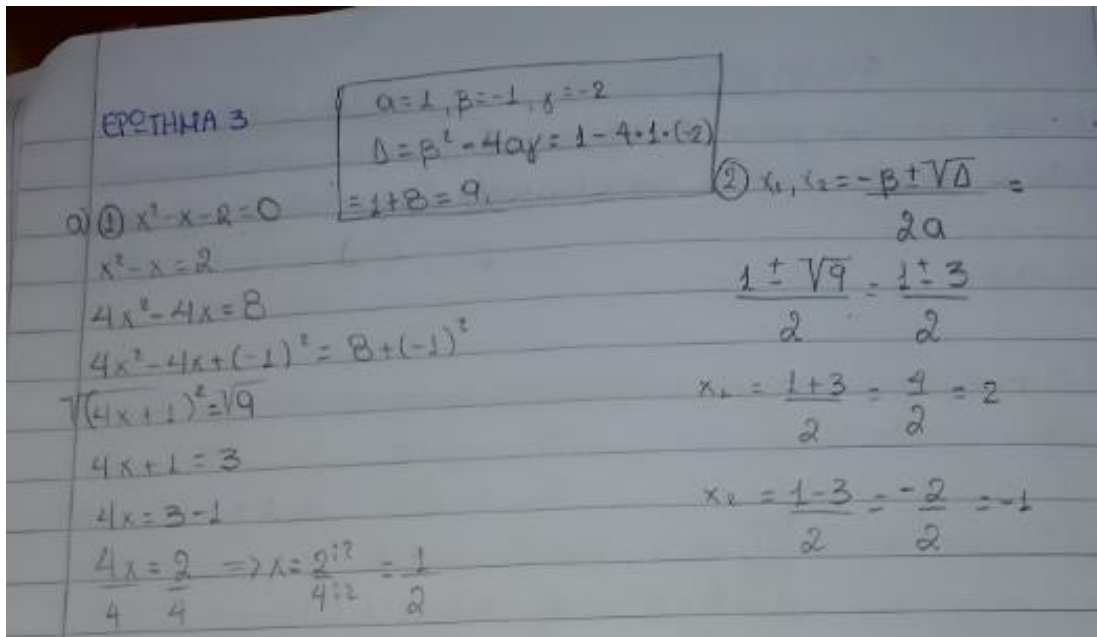 ΕΡΩΤΗΜΑ 3
α=1, β=-1, γ=-2
Δ=β²-4αγ=1-4·1·(-2)
=1+8=9.
α) ① x²-x-2=0
x²-x=2
4x²-4x=8
4x²-4x+(-1)²=8+(-1)²
√(4x+1)²=√9
4x+1=3
4x=3-1
4x/4=2/4 => x=2:2/4:2=1/2
② x₁,x₂=-β±√Δ/2α=
1±√9/2=1±3/2
x₁=1+3/2=4/2=2
x₂=1-3/2=-2/2=-1